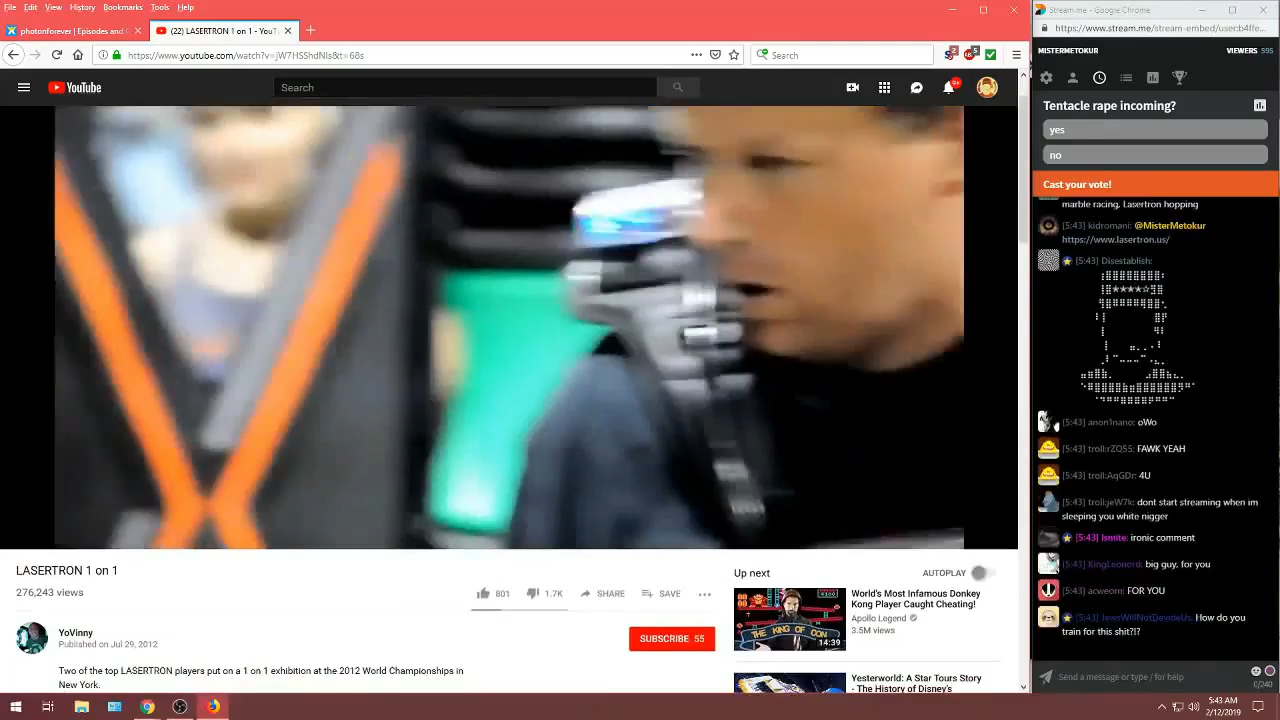 File Edit View History Bookmarks Tools Help
photonforever | Episodes and
(22) LASERTRON 1 on 1 - YouT
https://www.youtube.com/watch?v=jW7HSShdNIs&t=68s
Search
YouTube
Search
9+
LASERTRON 1 on 1
276,243 views
801
1.7K
SHARE
SAVE
YoVinny
Published on Jul 29, 2012
SUBSCRIBE 55
Two of the top LASERTRON players put on a 1 on 1 exhibition at the 2012 World Championships in
New York.
Up next
AUTOPLAY
World's Most Infamous Donkey
Kong Player Caught Cheating!
Apollo Legend
3.5M views
THE KING OF CON
14:39
Yesterworld: A Star Tours Story
- The History of Disney's
Stream.me - Google Chrome
https://www.stream.me/stream-embed/user:b4ffe...
MISTERMETOKUR
VIEWERS 595
Tentacle rape incoming?
yes
no
Cast your vote!
marble racing, Lasertron hopping
[5:43] kidromani: @MisterMetokur
https://www.lasertron.us/
[5:43] Disestablish:
[5:43] anon1nano: oWo
[5:43] troll:rZQ55: FAWK YEAH
[5:43] troll:AqGDr: 4U
[5:43] troll:jeW7k: dont start streaming when im
sleeping you white nigger
[5:43] Ismite: ironic comment
[5:43] KingLeonerd: big guy, for you
[5:43] acweorn: FOR YOU
[5:43] JewsWillNotDevideUs: How do you
train for this shit?!?
Send a message or type / for help
0/240
5:43 AM
2/12/2019